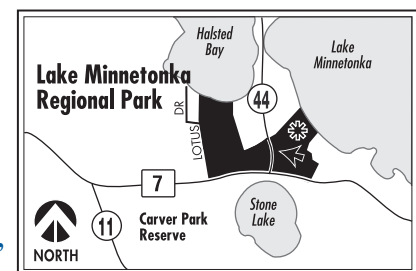 Halsted
Bay
Lake
Minnetonka
Lake Minnetonka
Regional Park
DR
LOTUS
44
7
Stone
Lake
11
Carver Park
Reserve
NORTH
,